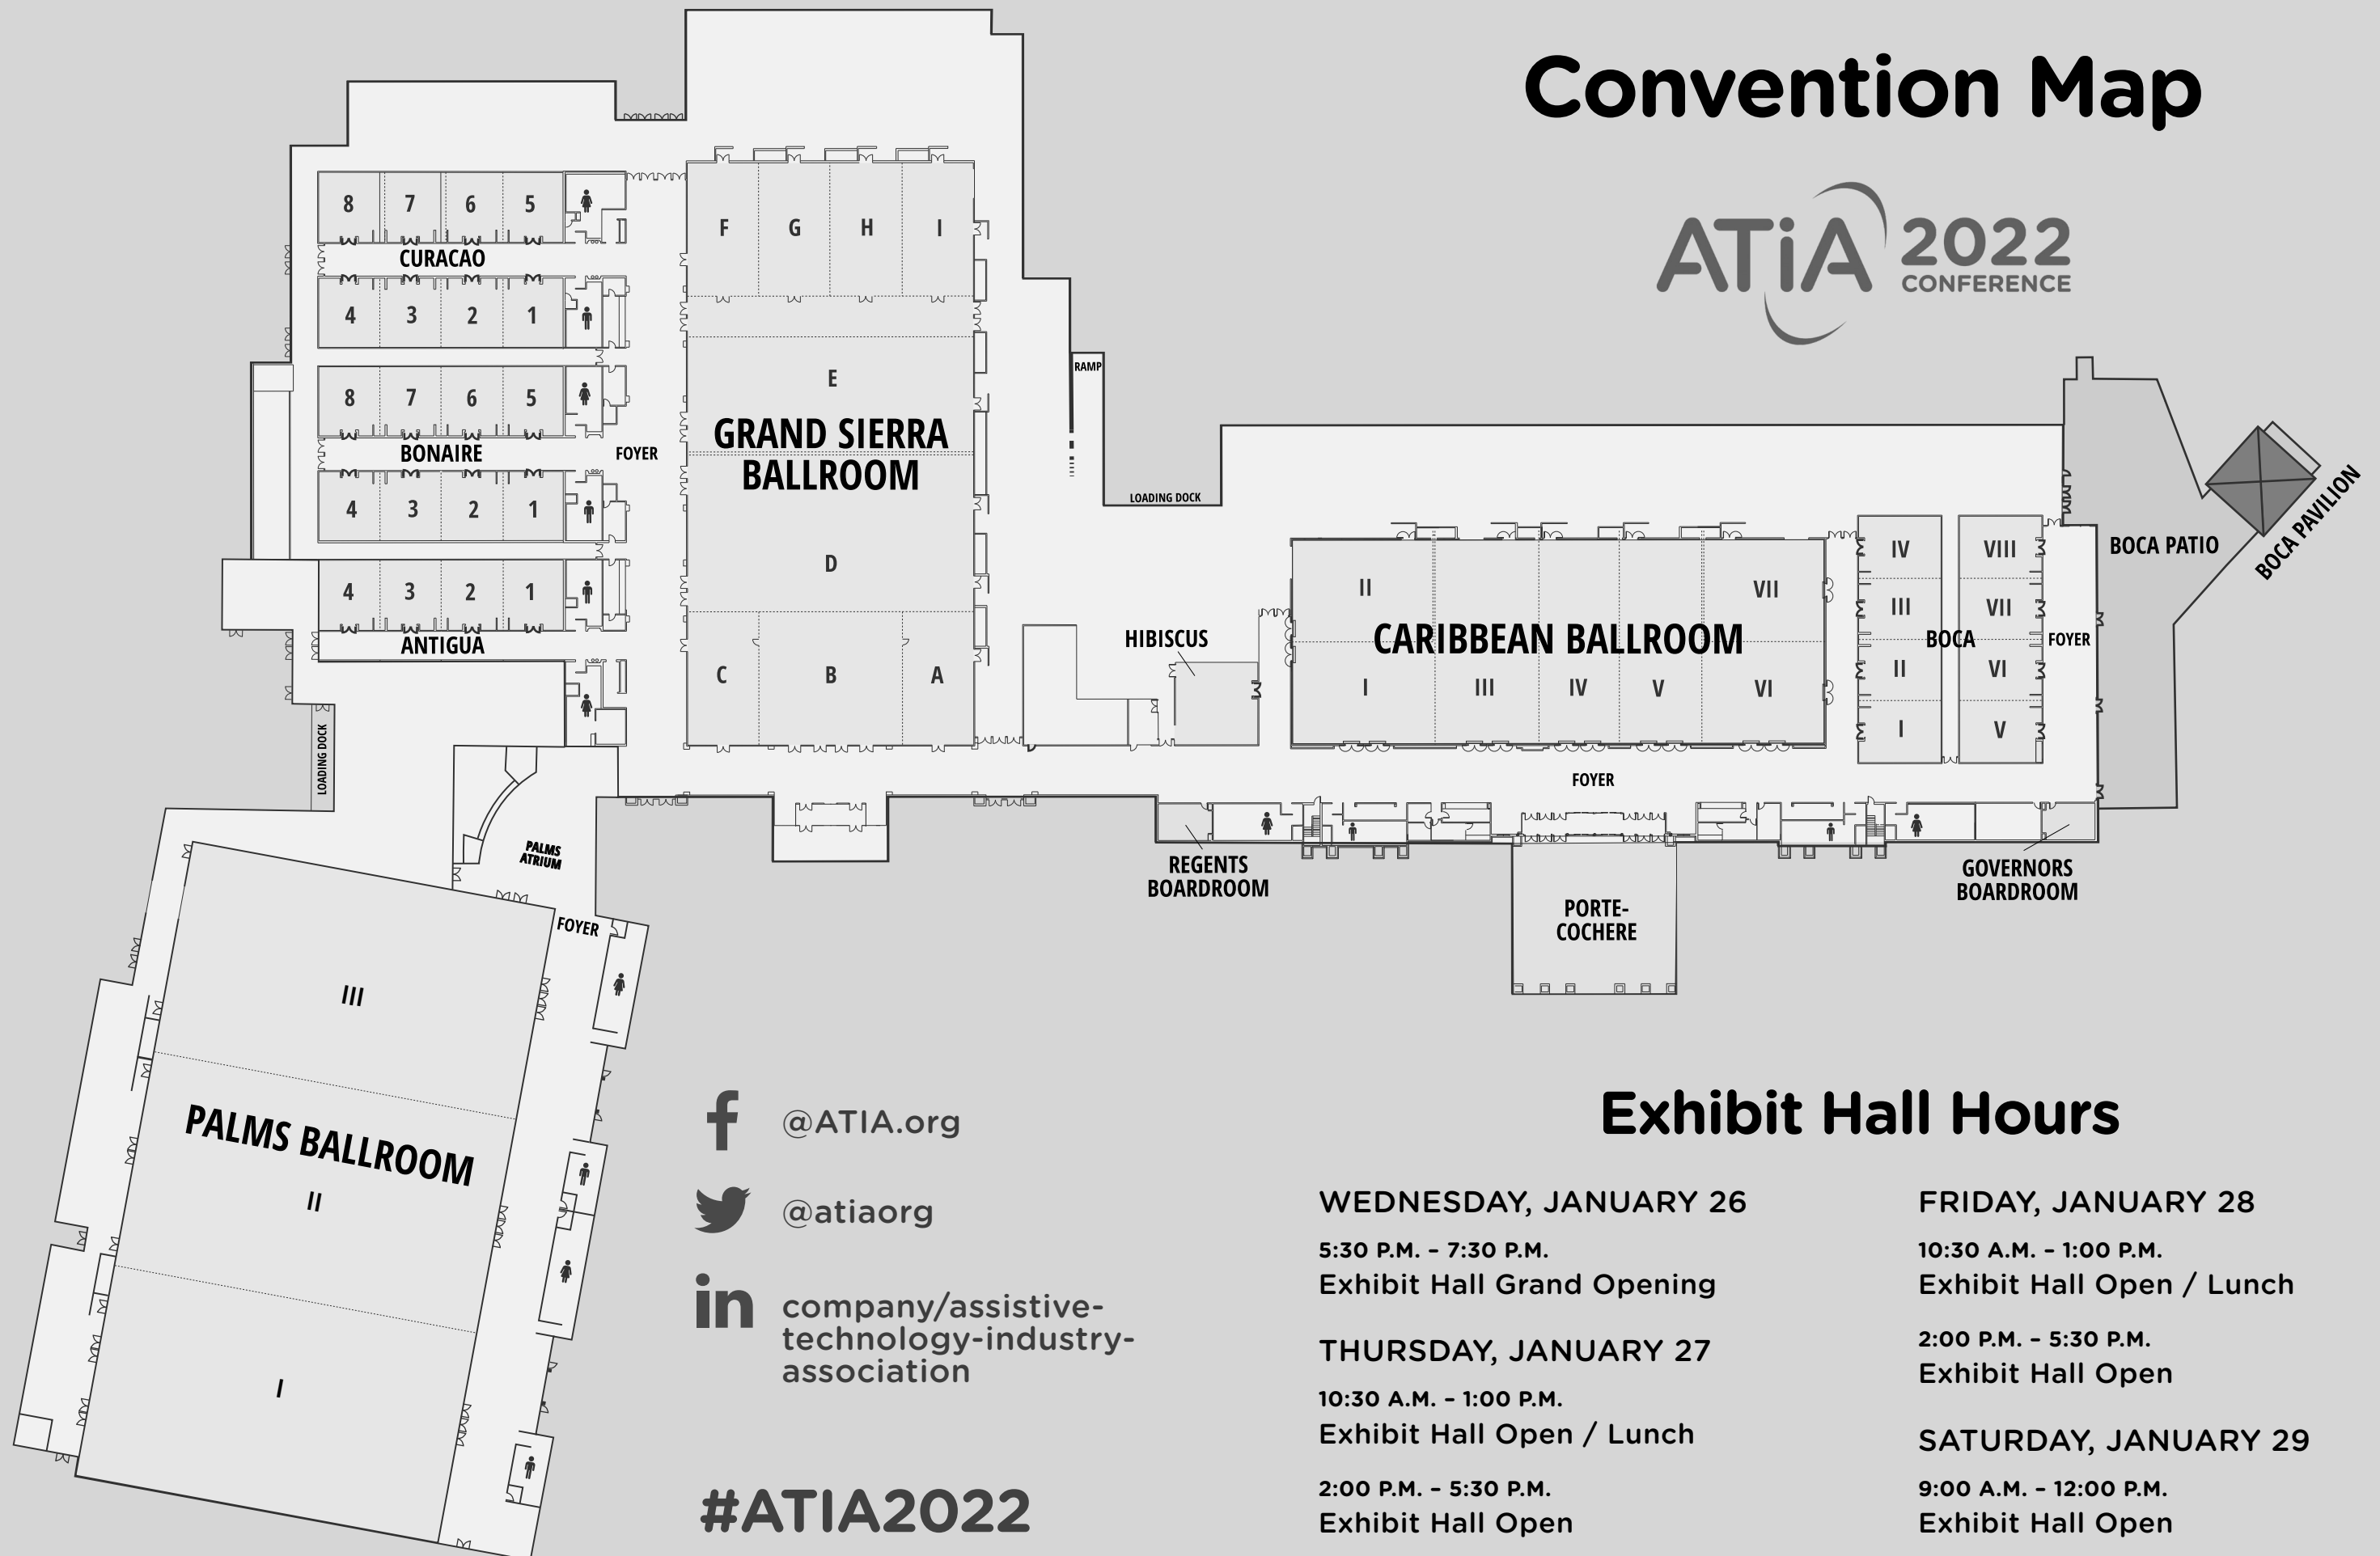 Convention Map
ATiA 2022
CONFERENCE
8 7 6 5
CURACAO
4 3 2 1
8 7 6 5
BONAIRE
4 3 2 1
4 3 2 1
ANTIGUA
FOYER
LOADING DOCK
F G H I
E
GRAND SIERRA
BALLROOM
D
C B A
RAMP
LOADING DOCK
HIBISCUS
II VII
CARIBBEAN BALLROOM
I III IV V VI
FOYER
IV VIII
III VII
BOCA
II VI
I V
FOYER
BOCA PATIO
BOCA PAVILION
REGENTS
BOARDROOM
PORTE-
COCHERE
GOVERNORS
BOARDROOM
PALMS
ATRIUM
FOYER
III
PALMS BALLROOM
II
I
@ATIA.org
@atiaorg
in
company/assistive-
technology-industry-
association
#ATIA2022
Exhibit Hall Hours
WEDNESDAY, JANUARY 26
5:30 P.M. – 7:30 P.M.
Exhibit Hall Grand Opening
THURSDAY, JANUARY 27
10:30 A.M. – 1:00 P.M.
Exhibit Hall Open / Lunch
2:00 P.M. – 5:30 P.M.
Exhibit Hall Open
FRIDAY, JANUARY 28
10:30 A.M. – 1:00 P.M.
Exhibit Hall Open / Lunch
2:00 P.M. – 5:30 P.M.
Exhibit Hall Open
SATURDAY, JANUARY 29
9:00 A.M. – 12:00 P.M.
Exhibit Hall Open